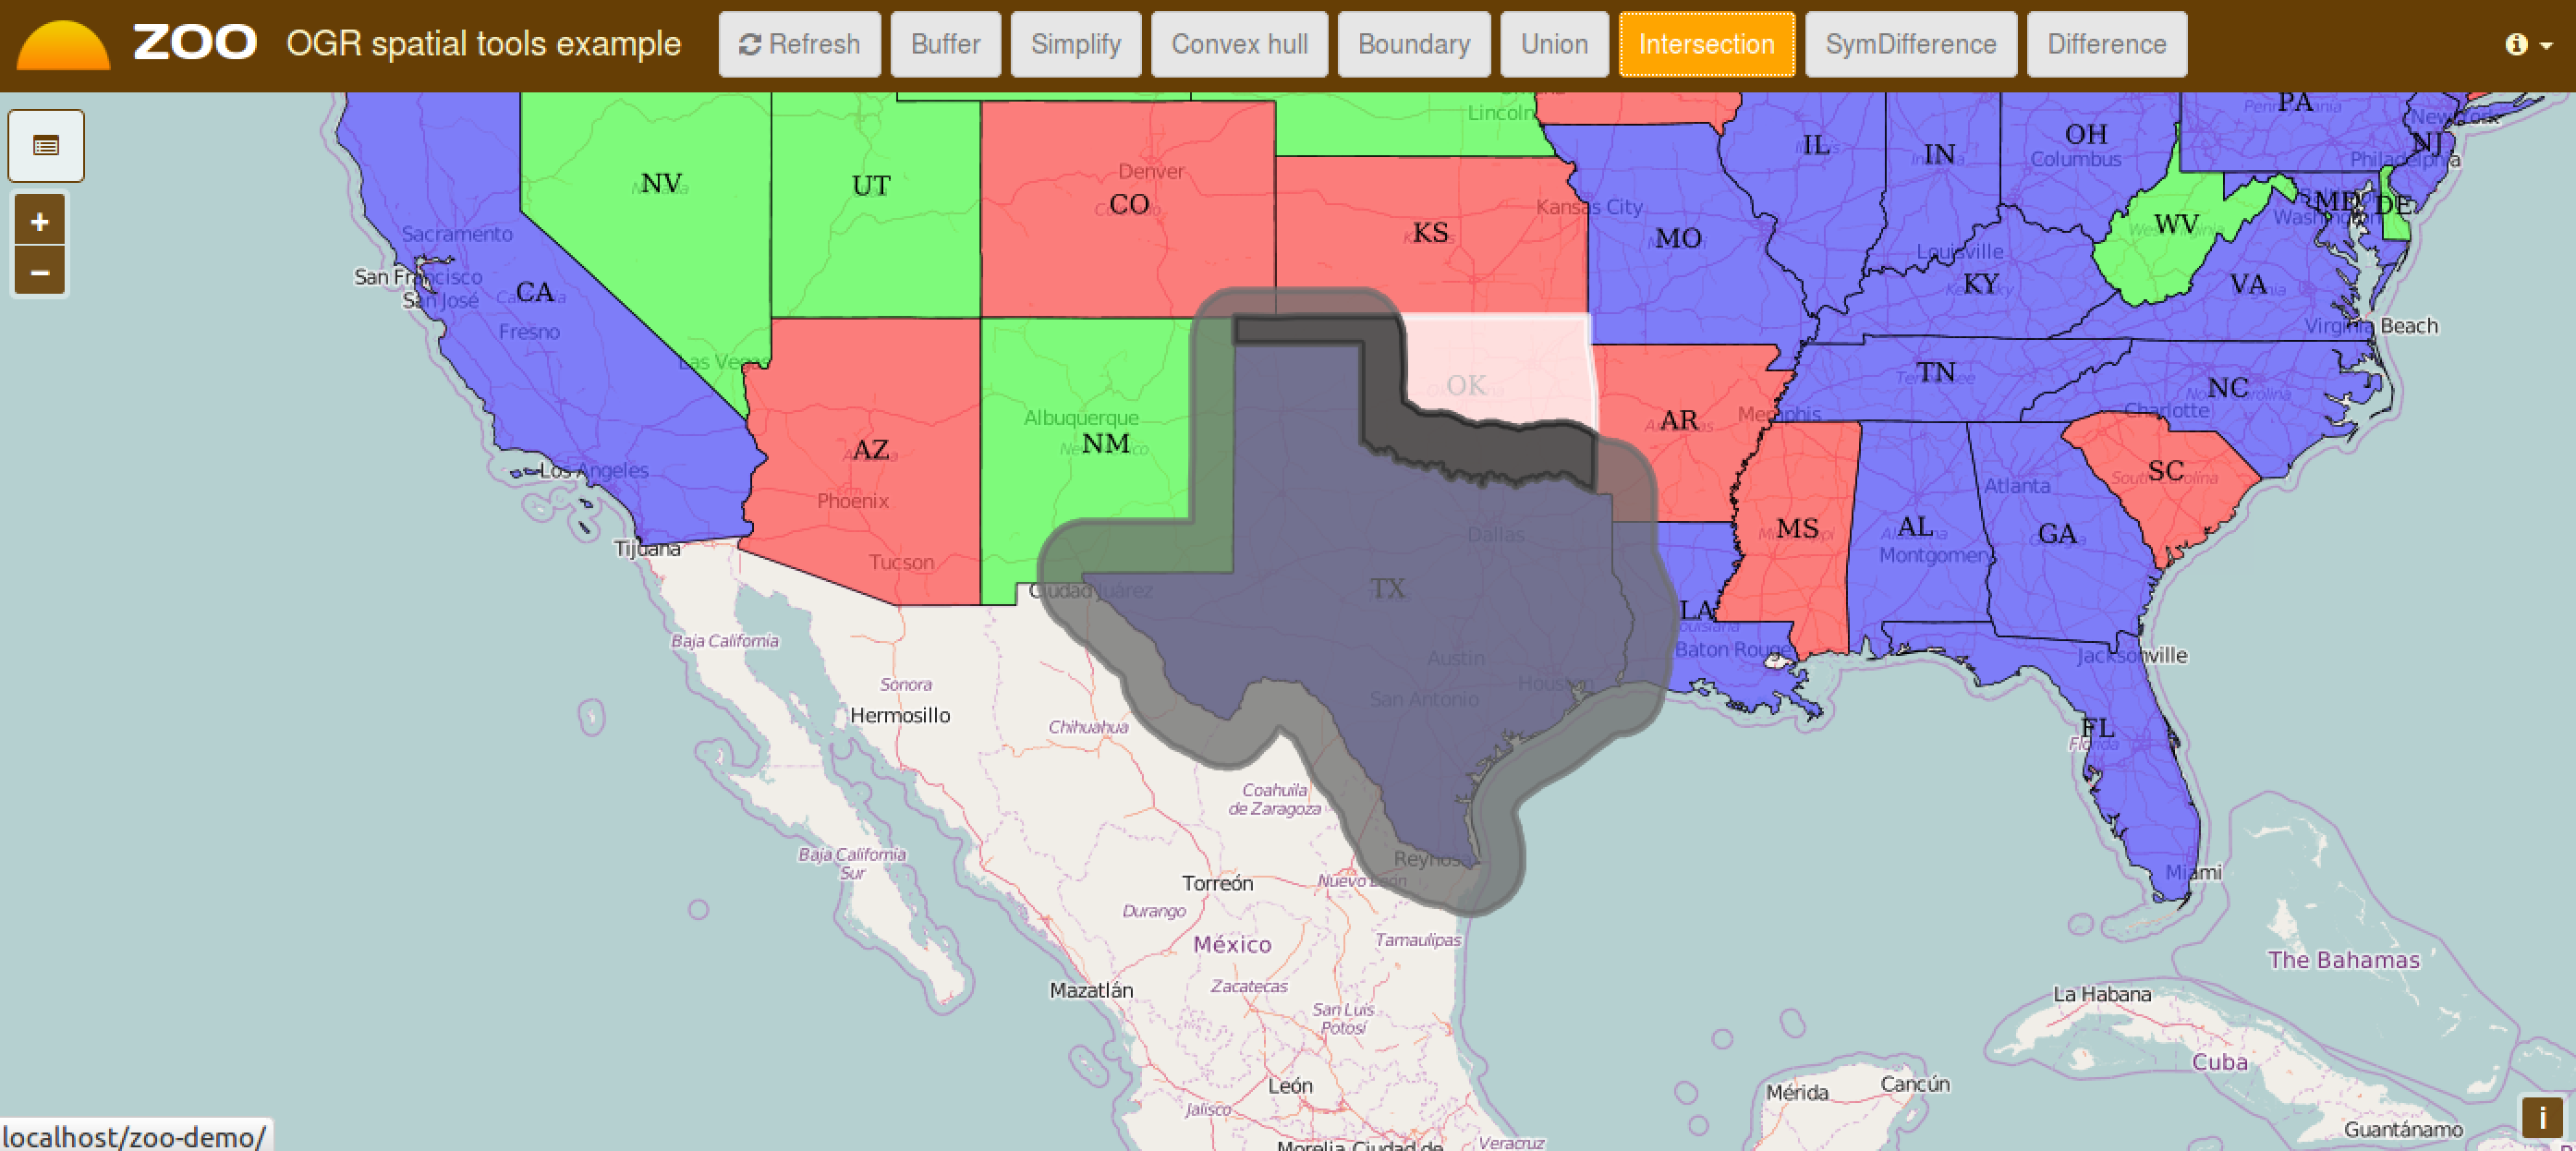 ZOO OGR spatial tools example Refresh Buffer Simplify Convex hull Boundary Union Intersection SymDifference Difference
PA
Lincoln
New York
OH
IL
IN
NJ
Columbus
Philadelphia
Denver
NV
UT
CO
Kansas City
MD
DE
Washington
WV
KS
MO
Sacramento
Louisville
San Francisco
San José
CA
KY
VA
Fresno
Virginia Beach
Las Vegas
TN
NC
OK
Charlotte
Albuquerque
AR
Memphis
NM
AZ
Los Angeles
SC
South Carolina
Phoenix
Atlanta
Dallas
MS
AL
GA
Tijuana
Montgomery
Tucson
Ciudad Juárez
TX
LA
Baja California
Baton Rouge
Austin
Jacksonville
Sonora
Houston
San Antonio
Hermosillo
Chihuahua
FL
Florida
Coahuila
de Zaragoza
Baja California
Sur
Reynosa
Miami
Torreón
Nuevo León
Durango
México
Tamaulipas
The Bahamas
Zacatecas
Mazatlán
La Habana
San Luis
Potosí
Cuba
León
Mérida
Cancún
Jalisco
Guantánamo
localhost/zoo-demo/
Morelia
Ciudad de
Veracruz